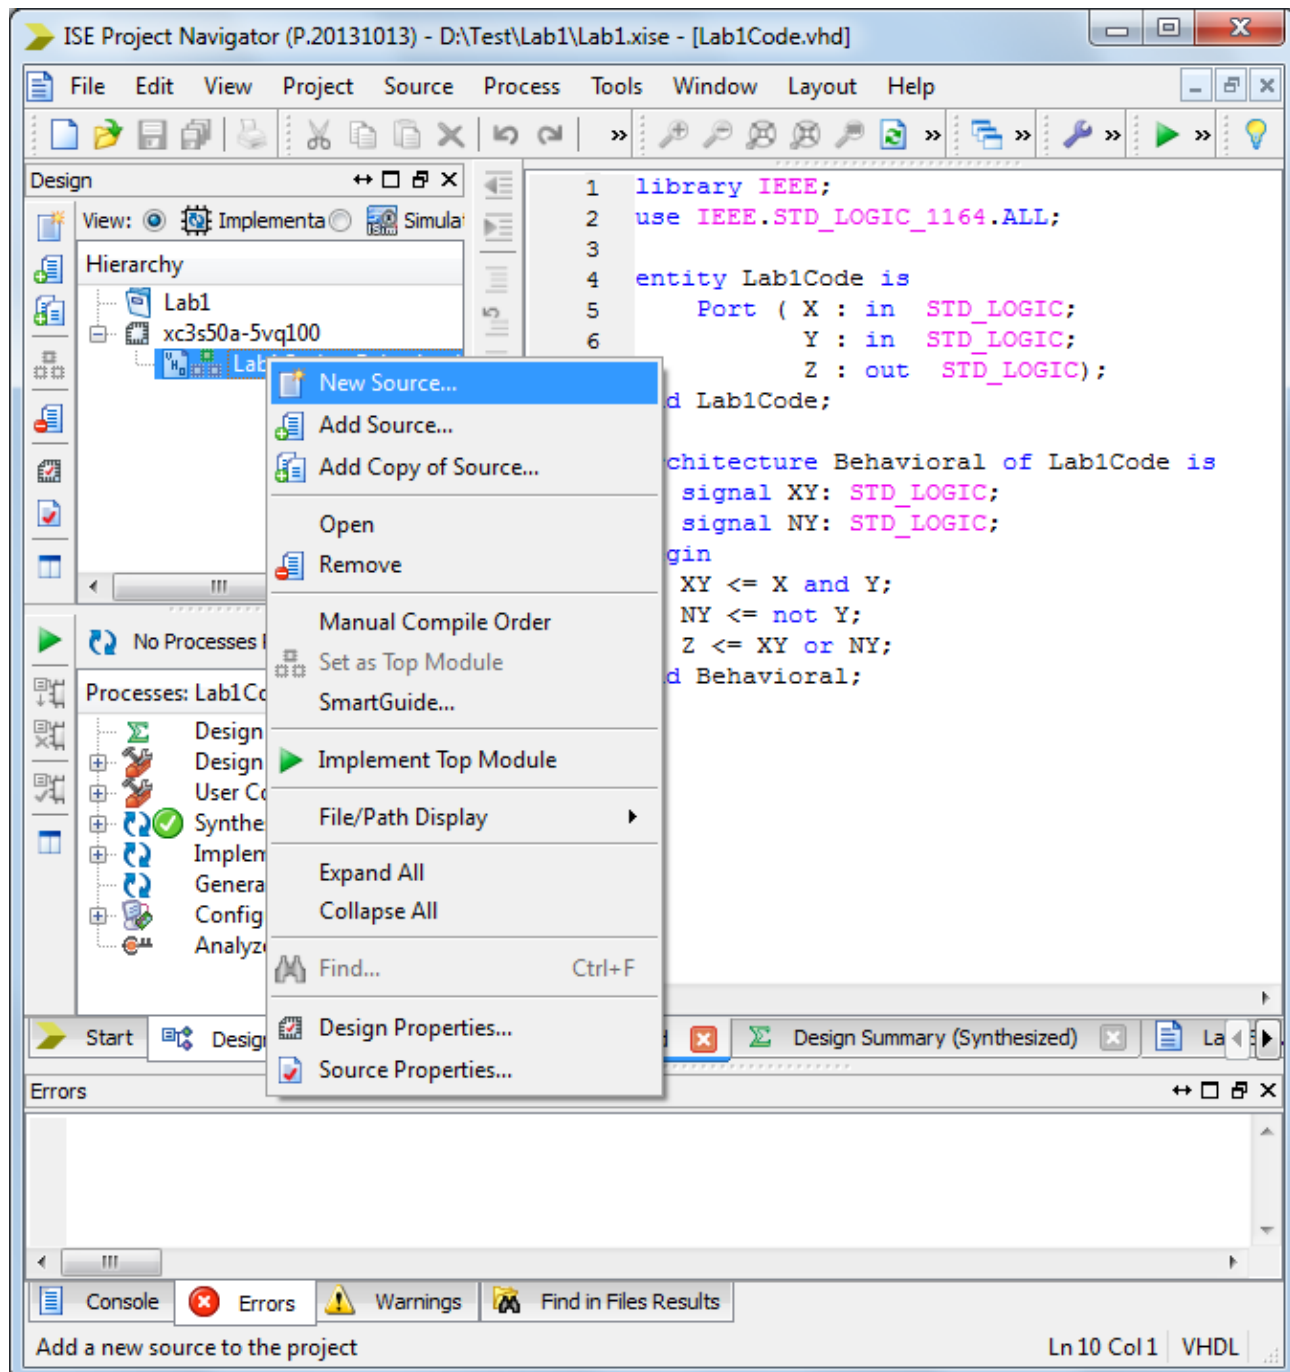 ISE Project Navigator (P.20131013) - D:\Test\Lab1\Lab1.xise - [Lab1Code.vhd]
File Edit View Project Source Process Tools Window Layout Help
Design
View: Implementa Simula
Hierarchy
Lab1
xc3s50a-5vq100
Lab
No Processes
Processes: Lab1Co
Design
Design
User Co
Synthe
Implem
Genera
Config
Analyz
New Source...
Add Source...
Add Copy of Source...
Open
Remove
Manual Compile Order
Set as Top Module
SmartGuide...
Implement Top Module
File/Path Display
Expand All
Collapse All
Find... Ctrl+F
Design Properties...
Source Properties...
1 library IEEE;
2 use IEEE.STD_LOGIC_1164.ALL;
3
4 entity Lab1Code is
5 Port ( X : in STD_LOGIC;
6 Y : in STD_LOGIC;
Z : out STD_LOGIC);
d Lab1Code;
chitecture Behavioral of Lab1Code is
signal XY: STD_LOGIC;
signal NY: STD_LOGIC;
gin
XY <= X and Y;
NY <= not Y;
Z <= XY or NY;
d Behavioral;
Start Desig Design Summary (Synthesized) La
Errors
Console Errors Warnings Find in Files Results
Add a new source to the project Ln 10 Col 1 VHDL